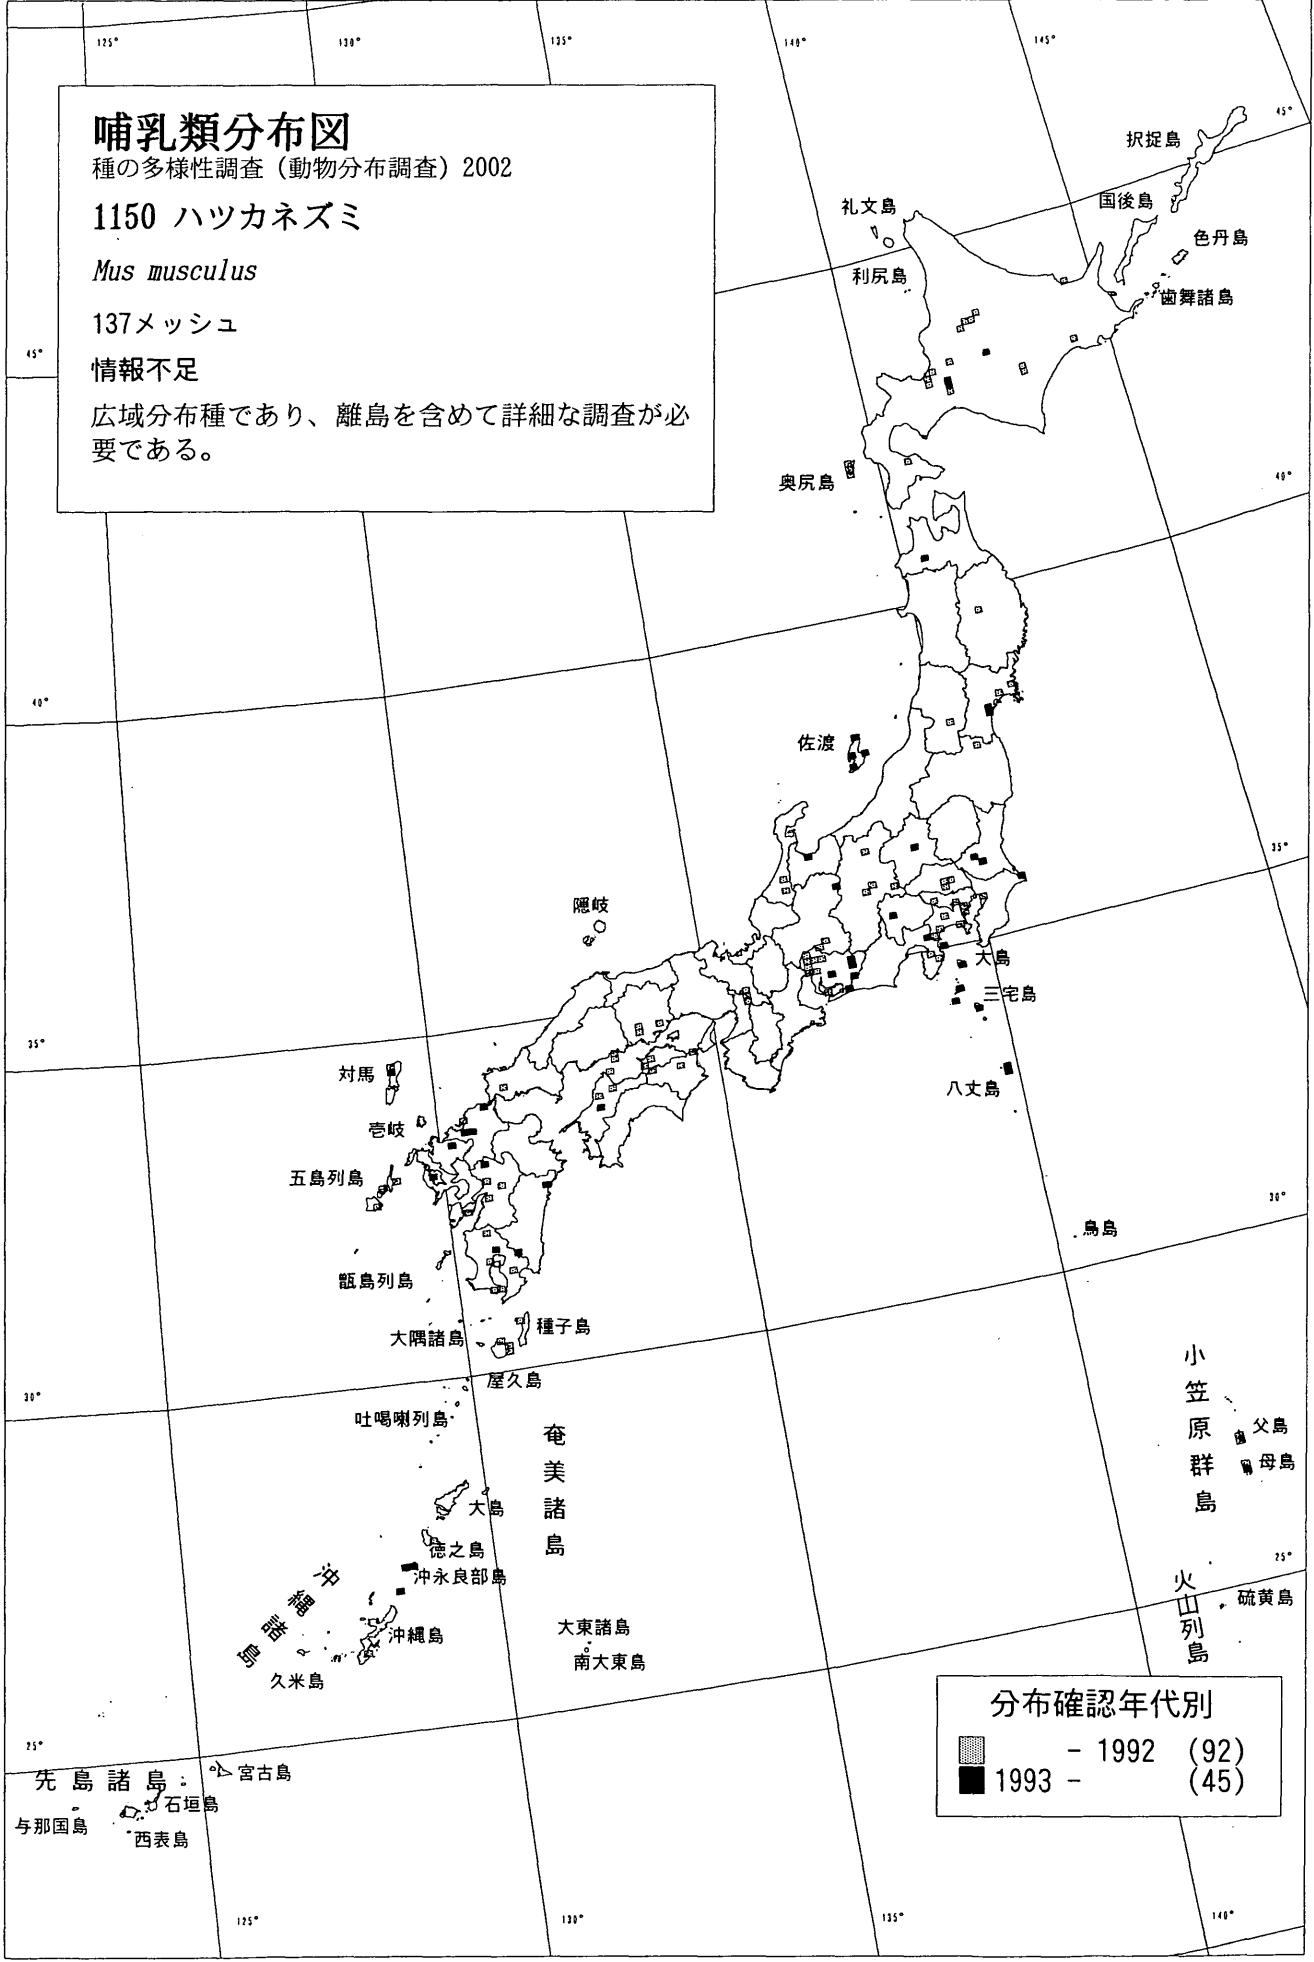 125°
130°
135°
140°
145°
45°
哺乳類分布図
種の多様性調査（動物分布調査）2002
1150 ハツカネズミ
Mus musculus
137メッシュ
情報不足
広域分布種であり、離島を含めて詳細な調査が必
要である。
択捉島
国後島
色丹島
歯舞諸島
礼文島
利尻島
45°
奥尻島
40°
40°
佐渡
35°
隠岐
大島
三宅島
八丈島
35°
対馬
壱岐
五島列島
30°
鳥島
甑島列島
大隅諸島
種子島
屋久島
30°
吐喝喇列島
奄美諸島
小笠原群島
父島
母島
大島
徳之島
沖永良部島
25°
沖縄諸島
沖縄島
久米島
大東諸島
南大東島
火山列島
硫黄島
25°
先島諸島
宮古島
石垣島
与那国島
西表島
分布確認年代別
- 1992 (92)
1993 - (45)
125°
130°
135°
140°